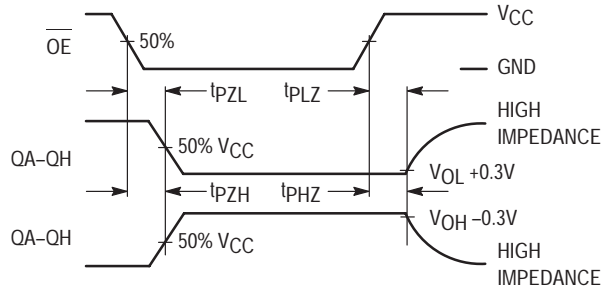 OE
50%
VCC
GND
tPZL
tPLZ
HIGH
IMPEDANCE
QA–QH
50% VCC
VOL +0.3V
tPZH
tPHZ
VOH –0.3V
QA–QH
50% VCC
HIGH
IMPEDANCE